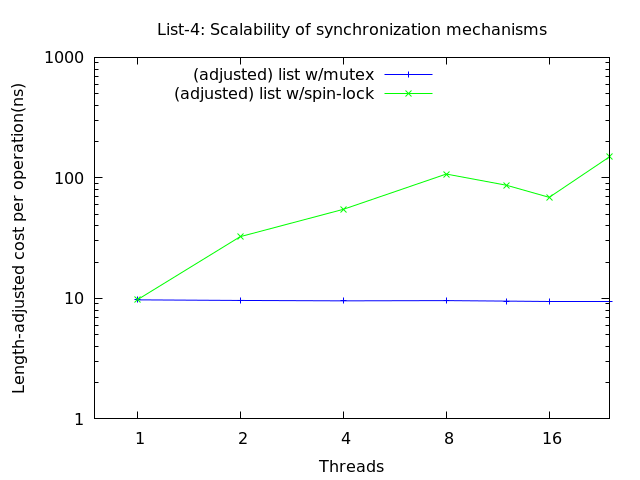 List-4: Scalability of synchronization mechanisms
1000
(adjusted) list w/mutex
(adjusted) list w/spin-lock
100
10
1
Length-adjusted cost per operation(ns)
1 2 4 8 16
Threads